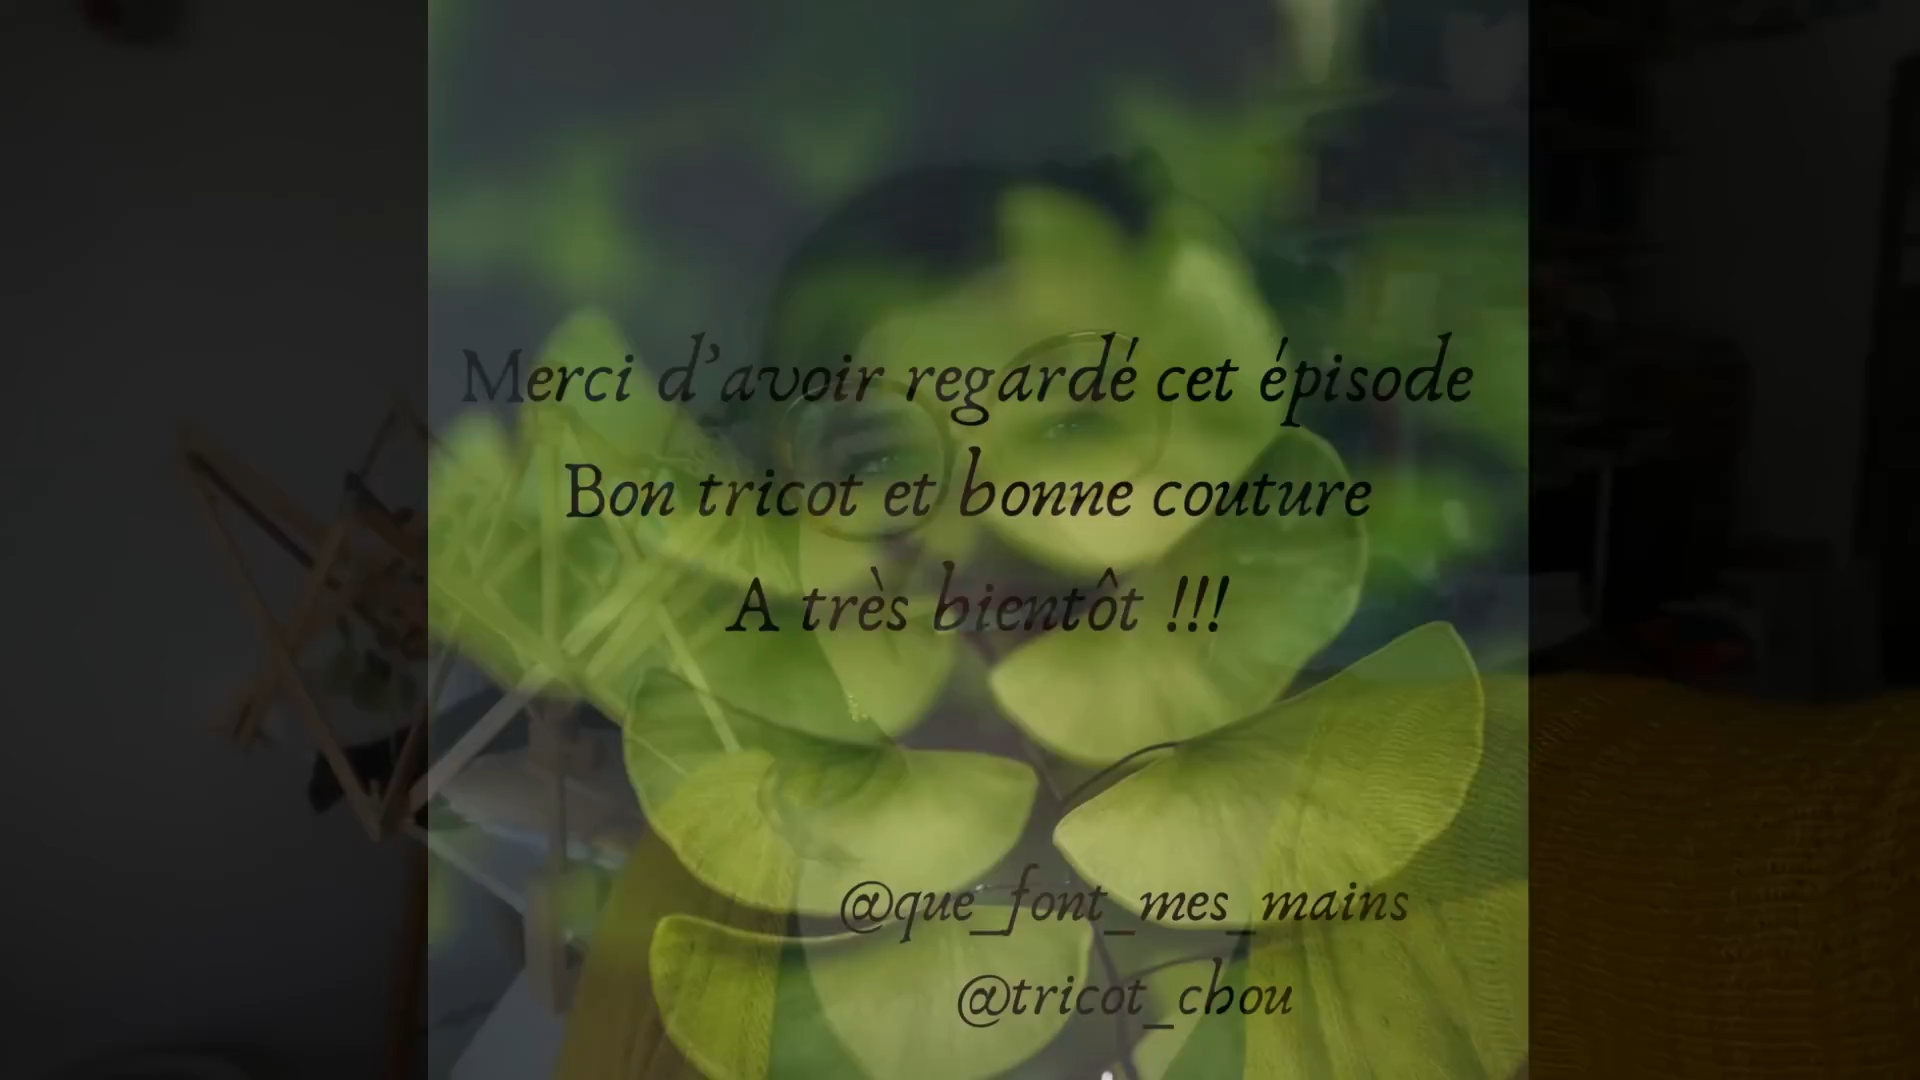 Merci d'avoir regardé cet épisode
Bon tricot et bonne couture
A très bientôt !!!
@que_font_mes_mains
@tricot_chou